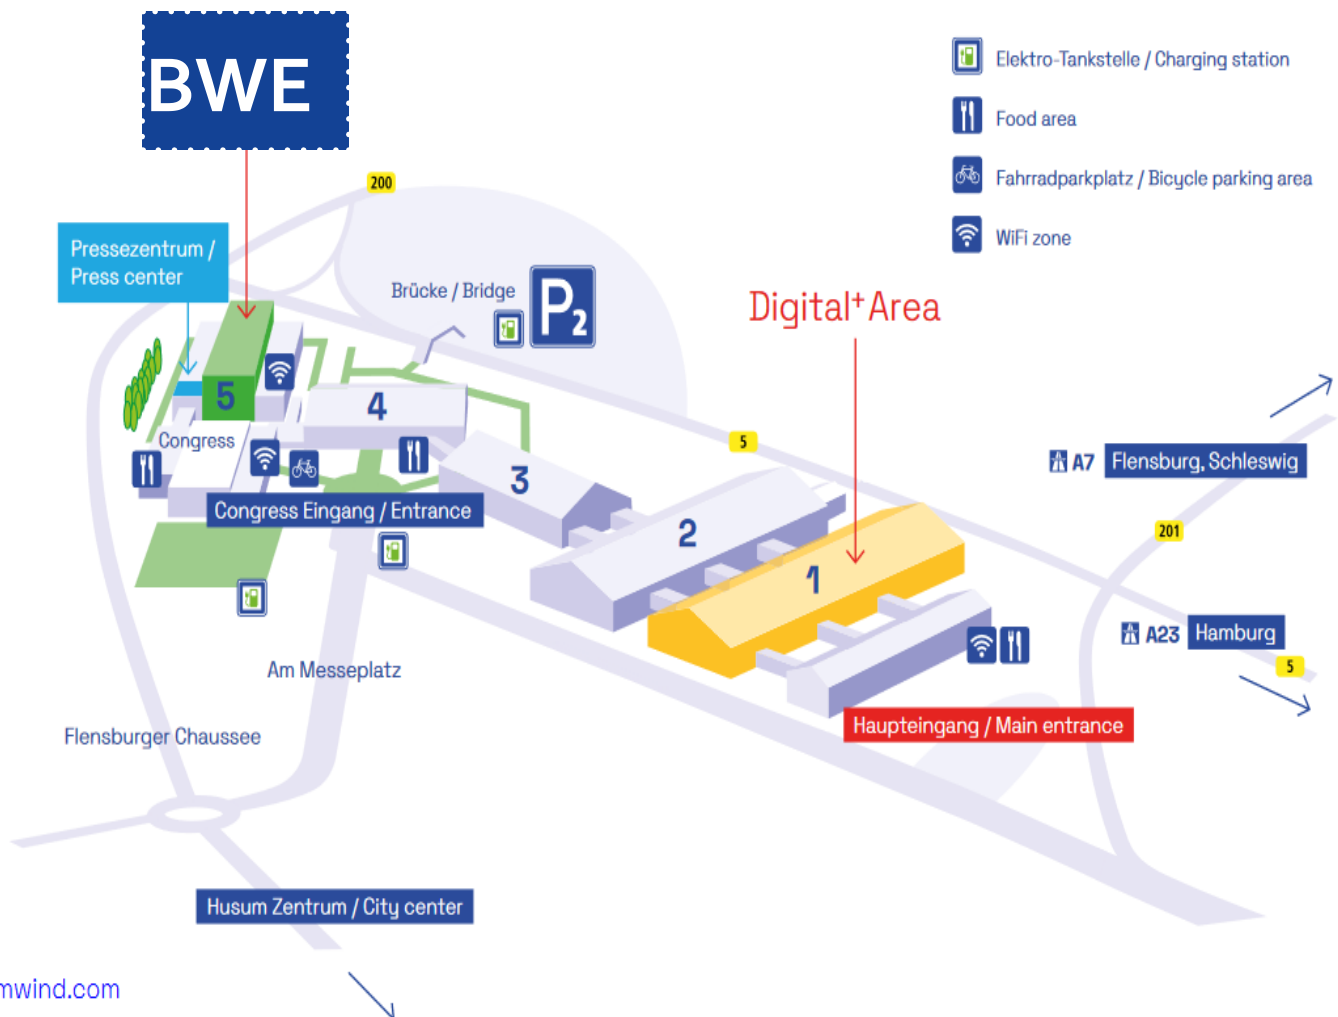 BWE
Elektro-Tankstelle / Charging station
Food area
Fahrradparkplatz / Bicycle parking area
WiFi zone
200
Pressezentrum /
Press center
Brücke / Bridge
P2
Digital+ Area
5
4
Congress
3
5
A7 Flensburg, Schleswig
Congress Eingang / Entrance
2
201
1
A23 Hamburg
5
Am Messeplatz
Haupteingang / Main entrance
Flensburger Chaussee
Husum Zentrum / City center
mwind.com